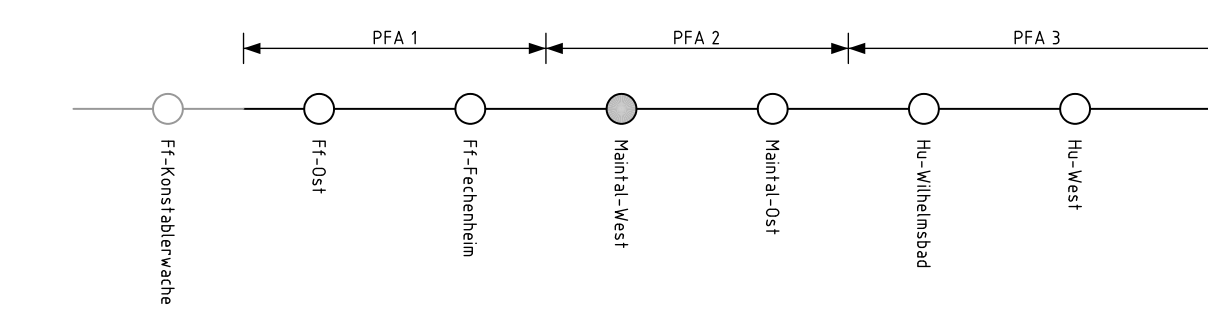 PFA 1
PFA 2
PFA 3
Ff-Konstablerwache
Ff-Ost
Ff-Fechenheim
Maintal-West
Maintal-Ost
Hu-Wilhelmsbad
Hu-West